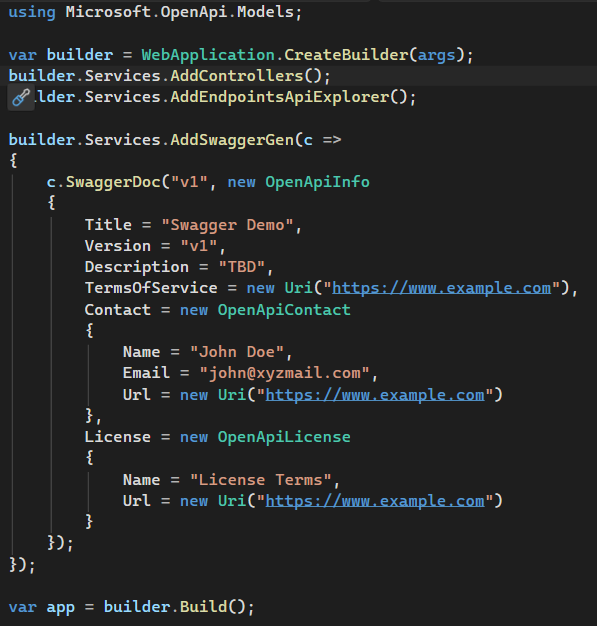 using Microsoft.OpenApi.Models;
var builder = WebApplication.CreateBuilder(args);
builder.Services.AddControllers();
lder.Services.AddEndpointsApiExplorer();
builder.Services.AddSwaggerGen(c =>
{
    c.SwaggerDoc("v1", new OpenApiInfo
    {
        Title = "Swagger Demo",
        Version = "v1",
        Description = "TBD",
        TermsOfService = new Uri("https://www.example.com"),
        Contact = new OpenApiContact
        {
            Name = "John Doe",
            Email = "john@xyzmail.com",
            Url = new Uri("https://www.example.com")
        },
        License = new OpenApiLicense
        {
            Name = "License Terms",
            Url = new Uri("https://www.example.com")
        }
    });
});
var app = builder.Build();